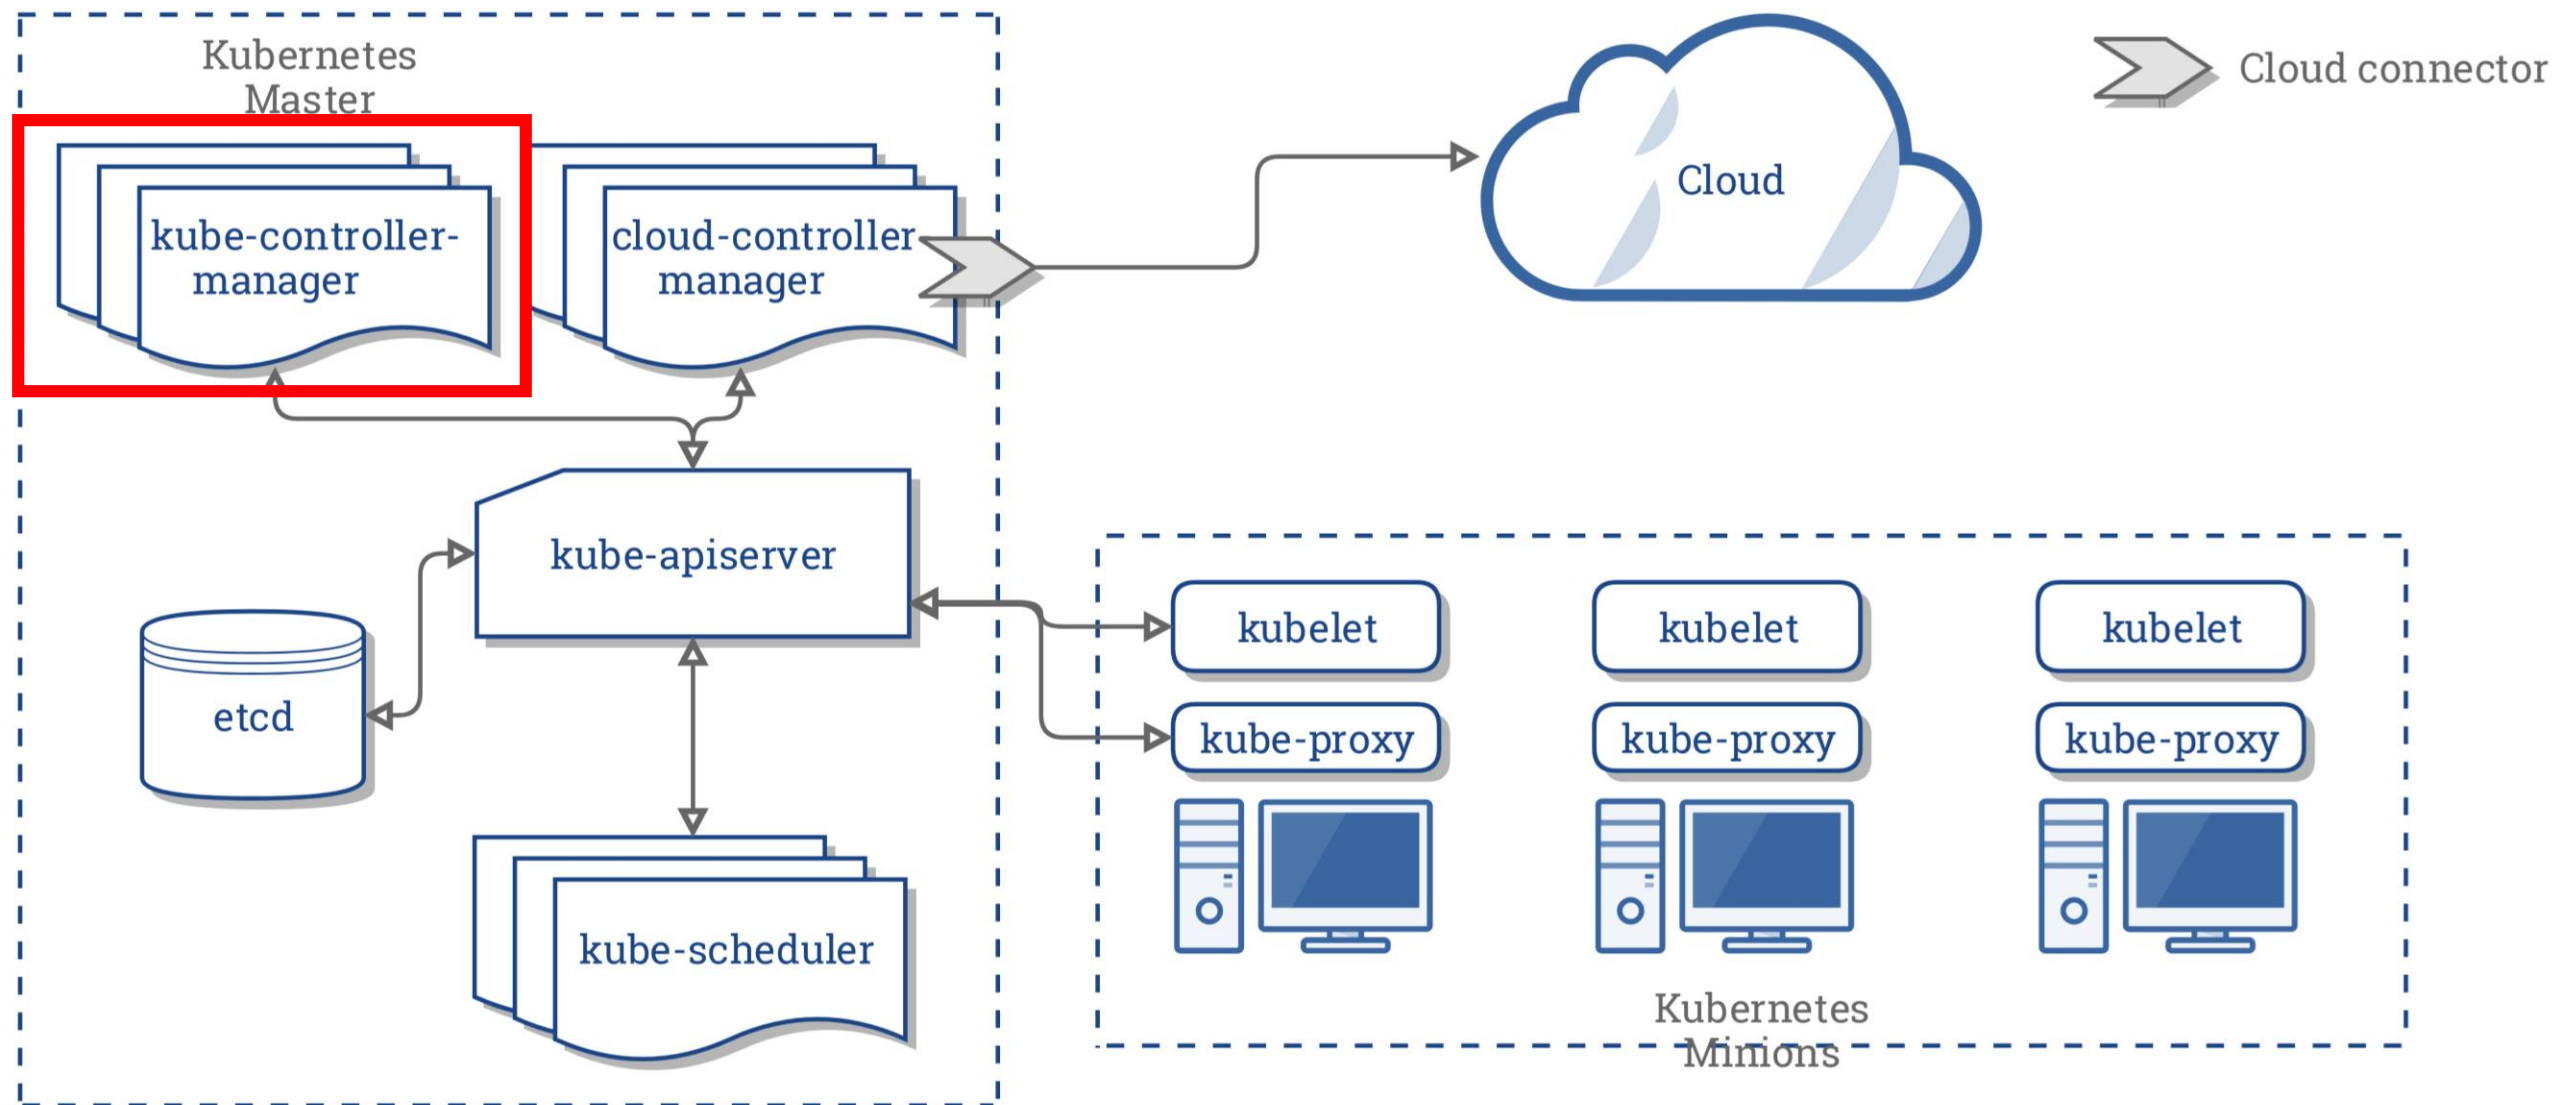 Kubernetes
Master
Cloud connector
Cloud
kube-controller-
manager
cloud-controller
manager
kube-apiserver
etcd
kube-scheduler
kubelet
kubelet
kubelet
kube-proxy
kube-proxy
kube-proxy
Kubernetes
Minions